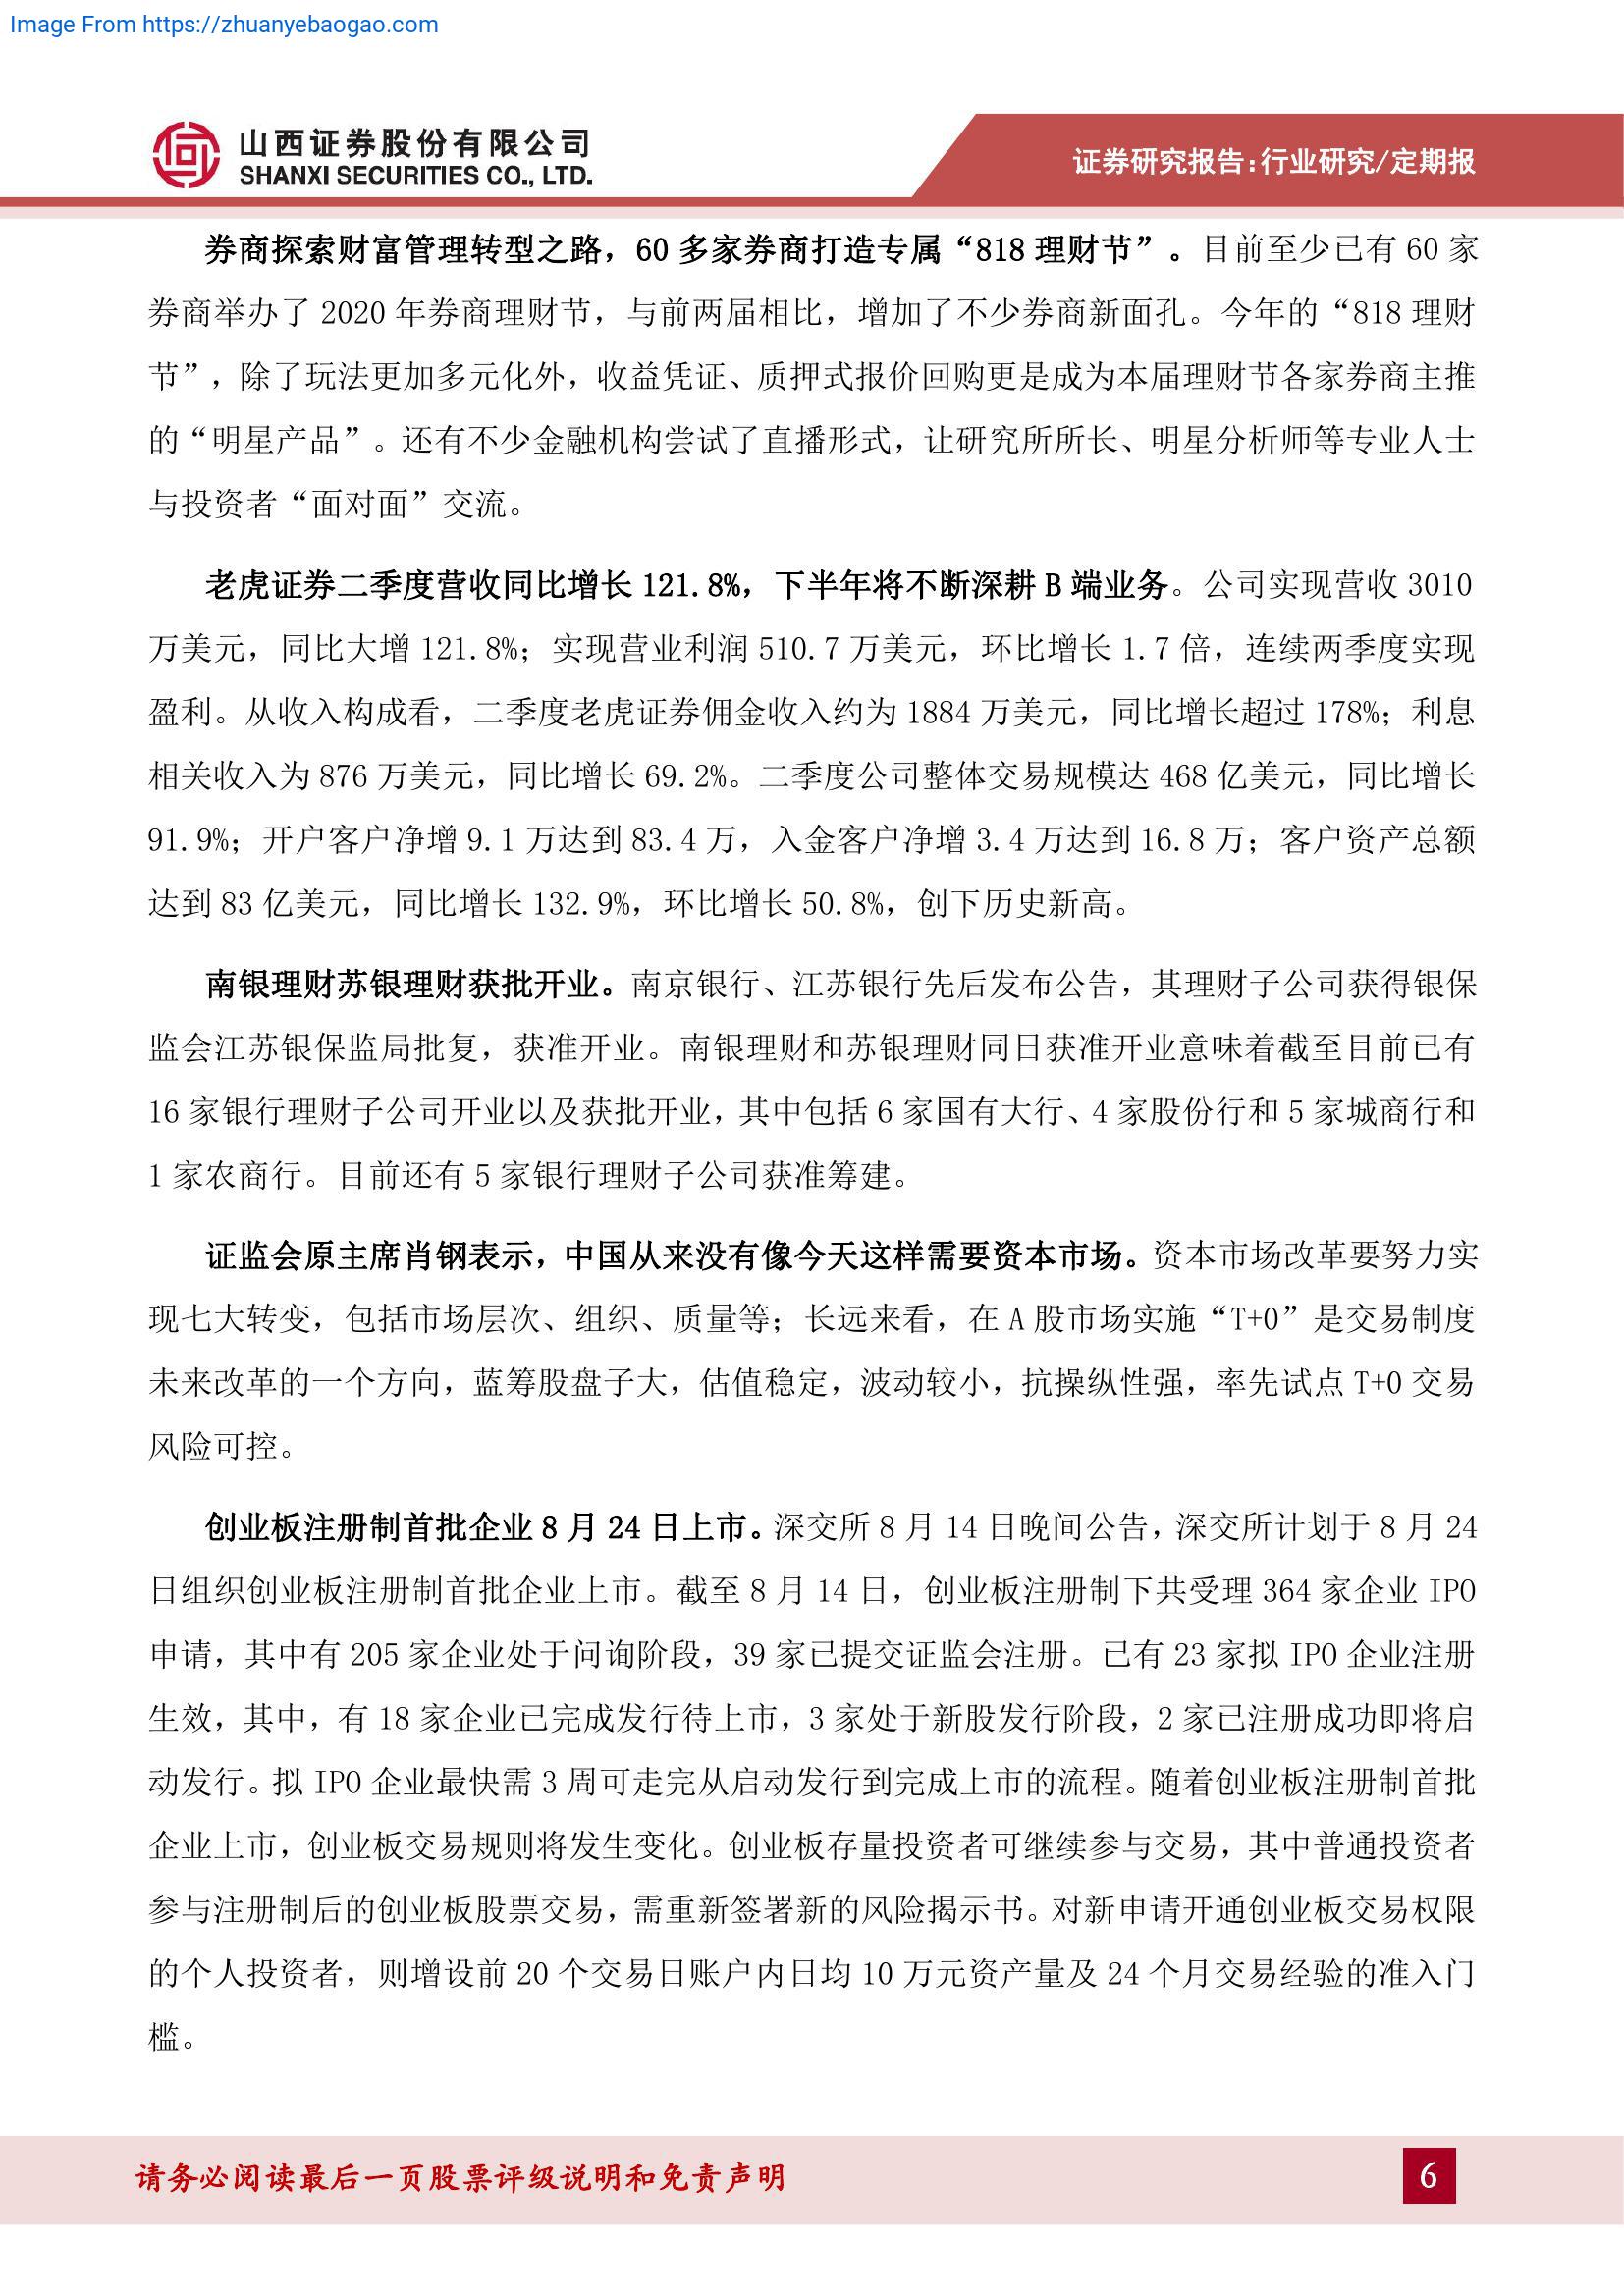 Image From https://zhuanyebaogao.com
山西证券股份有限公司
SHANXI SECURITIES CO., LTD.
证券研究报告:行业研究/定期报
券商探索财富管理转型之路，60 多家券商打造专属“818 理财节”。目前至少已有 60 家
券商举办了 2020 年券商理财节，与前两届相比，增加了不少券商新面孔。今年的“818 理财
节”，除了玩法更加多元化外，收益凭证、质押式报价回购更是成为本届理财节各家券商主推
的“明星产品”。还有不少金融机构尝试了直播形式，让研究所所长、明星分析师等专业人士
与投资者“面对面”交流。
老虎证券二季度营收同比增长 121.8%，下半年将不断深耕 B 端业务。公司实现营收 3010
万美元，同比大增 121.8%；实现营业利润 510.7 万美元，环比增长 1.7 倍，连续两季度实现
盈利。从收入构成看，二季度老虎证券佣金收入约为 1884 万美元，同比增长超过 178%；利息
相关收入为 876 万美元，同比增长 69.2%。二季度公司整体交易规模达 468 亿美元，同比增长
91.9%；开户客户净增 9.1 万达到 83.4 万，入金客户净增 3.4 万达到 16.8 万；客户资产总额
达到 83 亿美元，同比增长 132.9%，环比增长 50.8%，创下历史新高。
南银理财苏银理财获批开业。南京银行、江苏银行先后发布公告，其理财子公司获得银保
监会江苏银保监局批复，获准开业。南银理财和苏银理财同日获准开业意味着截至目前已有
16 家银行理财子公司开业以及获批开业，其中包括 6 家国有大行、4 家股份行和 5 家城商行和
1 家农商行。目前还有 5 家银行理财子公司获准筹建。
证监会原主席肖钢表示，中国从来没有像今天这样需要资本市场。资本市场改革要努力实
现七大转变，包括市场层次、组织、质量等；长远来看，在 A 股市场实施“T+0”是交易制度
未来改革的一个方向，蓝筹股盘子大，估值稳定，波动较小，抗操纵性强，率先试点 T+0 交易
风险可控。
创业板注册制首批企业 8 月 24 日上市。深交所 8 月 14 日晚间公告，深交所计划于 8 月 24
日组织创业板注册制首批企业上市。截至 8 月 14 日，创业板注册制下共受理 364 家企业 IPO
申请，其中有 205 家企业处于问询阶段，39 家已提交证监会注册。已有 23 家拟 IPO 企业注册
生效，其中，有 18 家企业已完成发行待上市，3 家处于新股发行阶段，2 家已注册成功即将启
动发行。拟 IPO 企业最快需 3 周可走完从启动发行到完成上市的流程。随着创业板注册制首批
企业上市，创业板交易规则将发生变化。创业板存量投资者可继续参与交易，其中普通投资者
参与注册制后的创业板股票交易，需重新签署新的风险揭示书。对新申请开通创业板交易权限
的个人投资者，则增设前 20 个交易日账户内日均 10 万元资产量及 24 个月交易经验的准入门
槛。
请务必阅读最后一页股票评级说明和免责声明
6